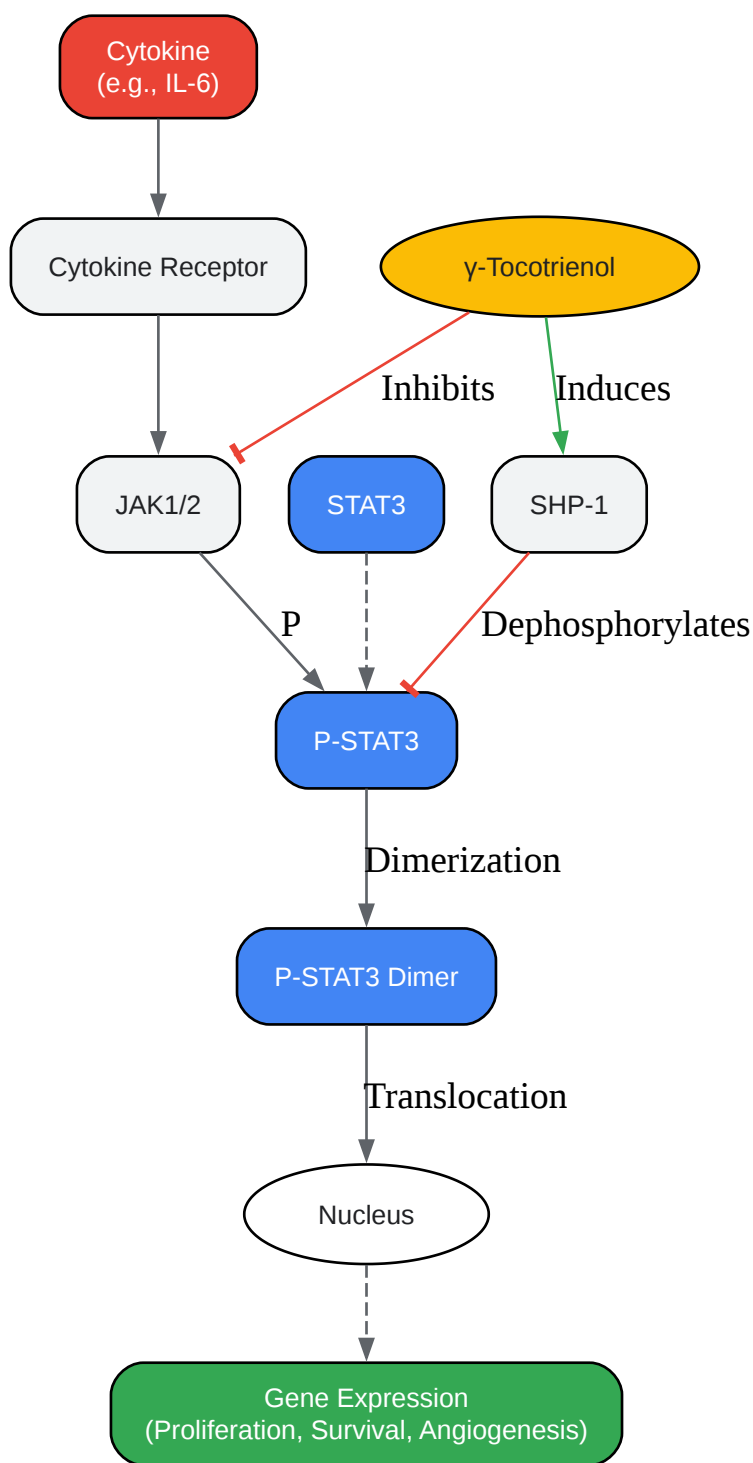 Cytokine
(e.g., IL-6)
Cytokine Receptor
γ-Tocotrienol
Inhibits
Induces
JAK1/2
STAT3
SHP-1
P
Dephosphorylates
P-STAT3
Dimerization
P-STAT3 Dimer
Translocation
Nucleus
Gene Expression
(Proliferation, Survival, Angiogenesis)